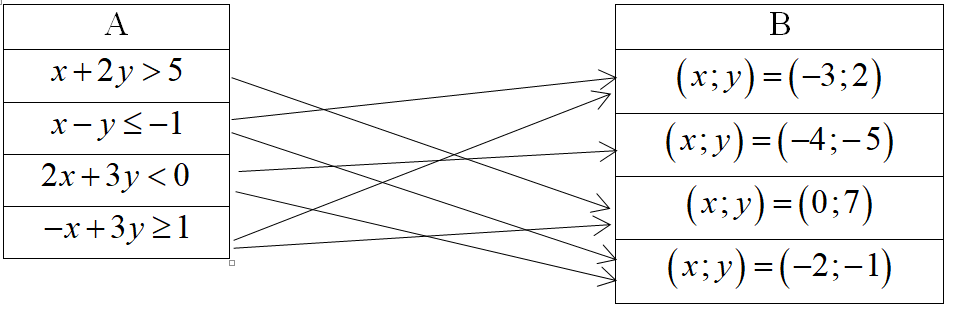 A
x+2y>5
x−y≤−1
2x+3y<0
−x+3y≥1
B
(x;y)=(−3;2)
(x;y)=(−4;−5)
(x;y)=(0;7)
(x;y)=(−2;−1)